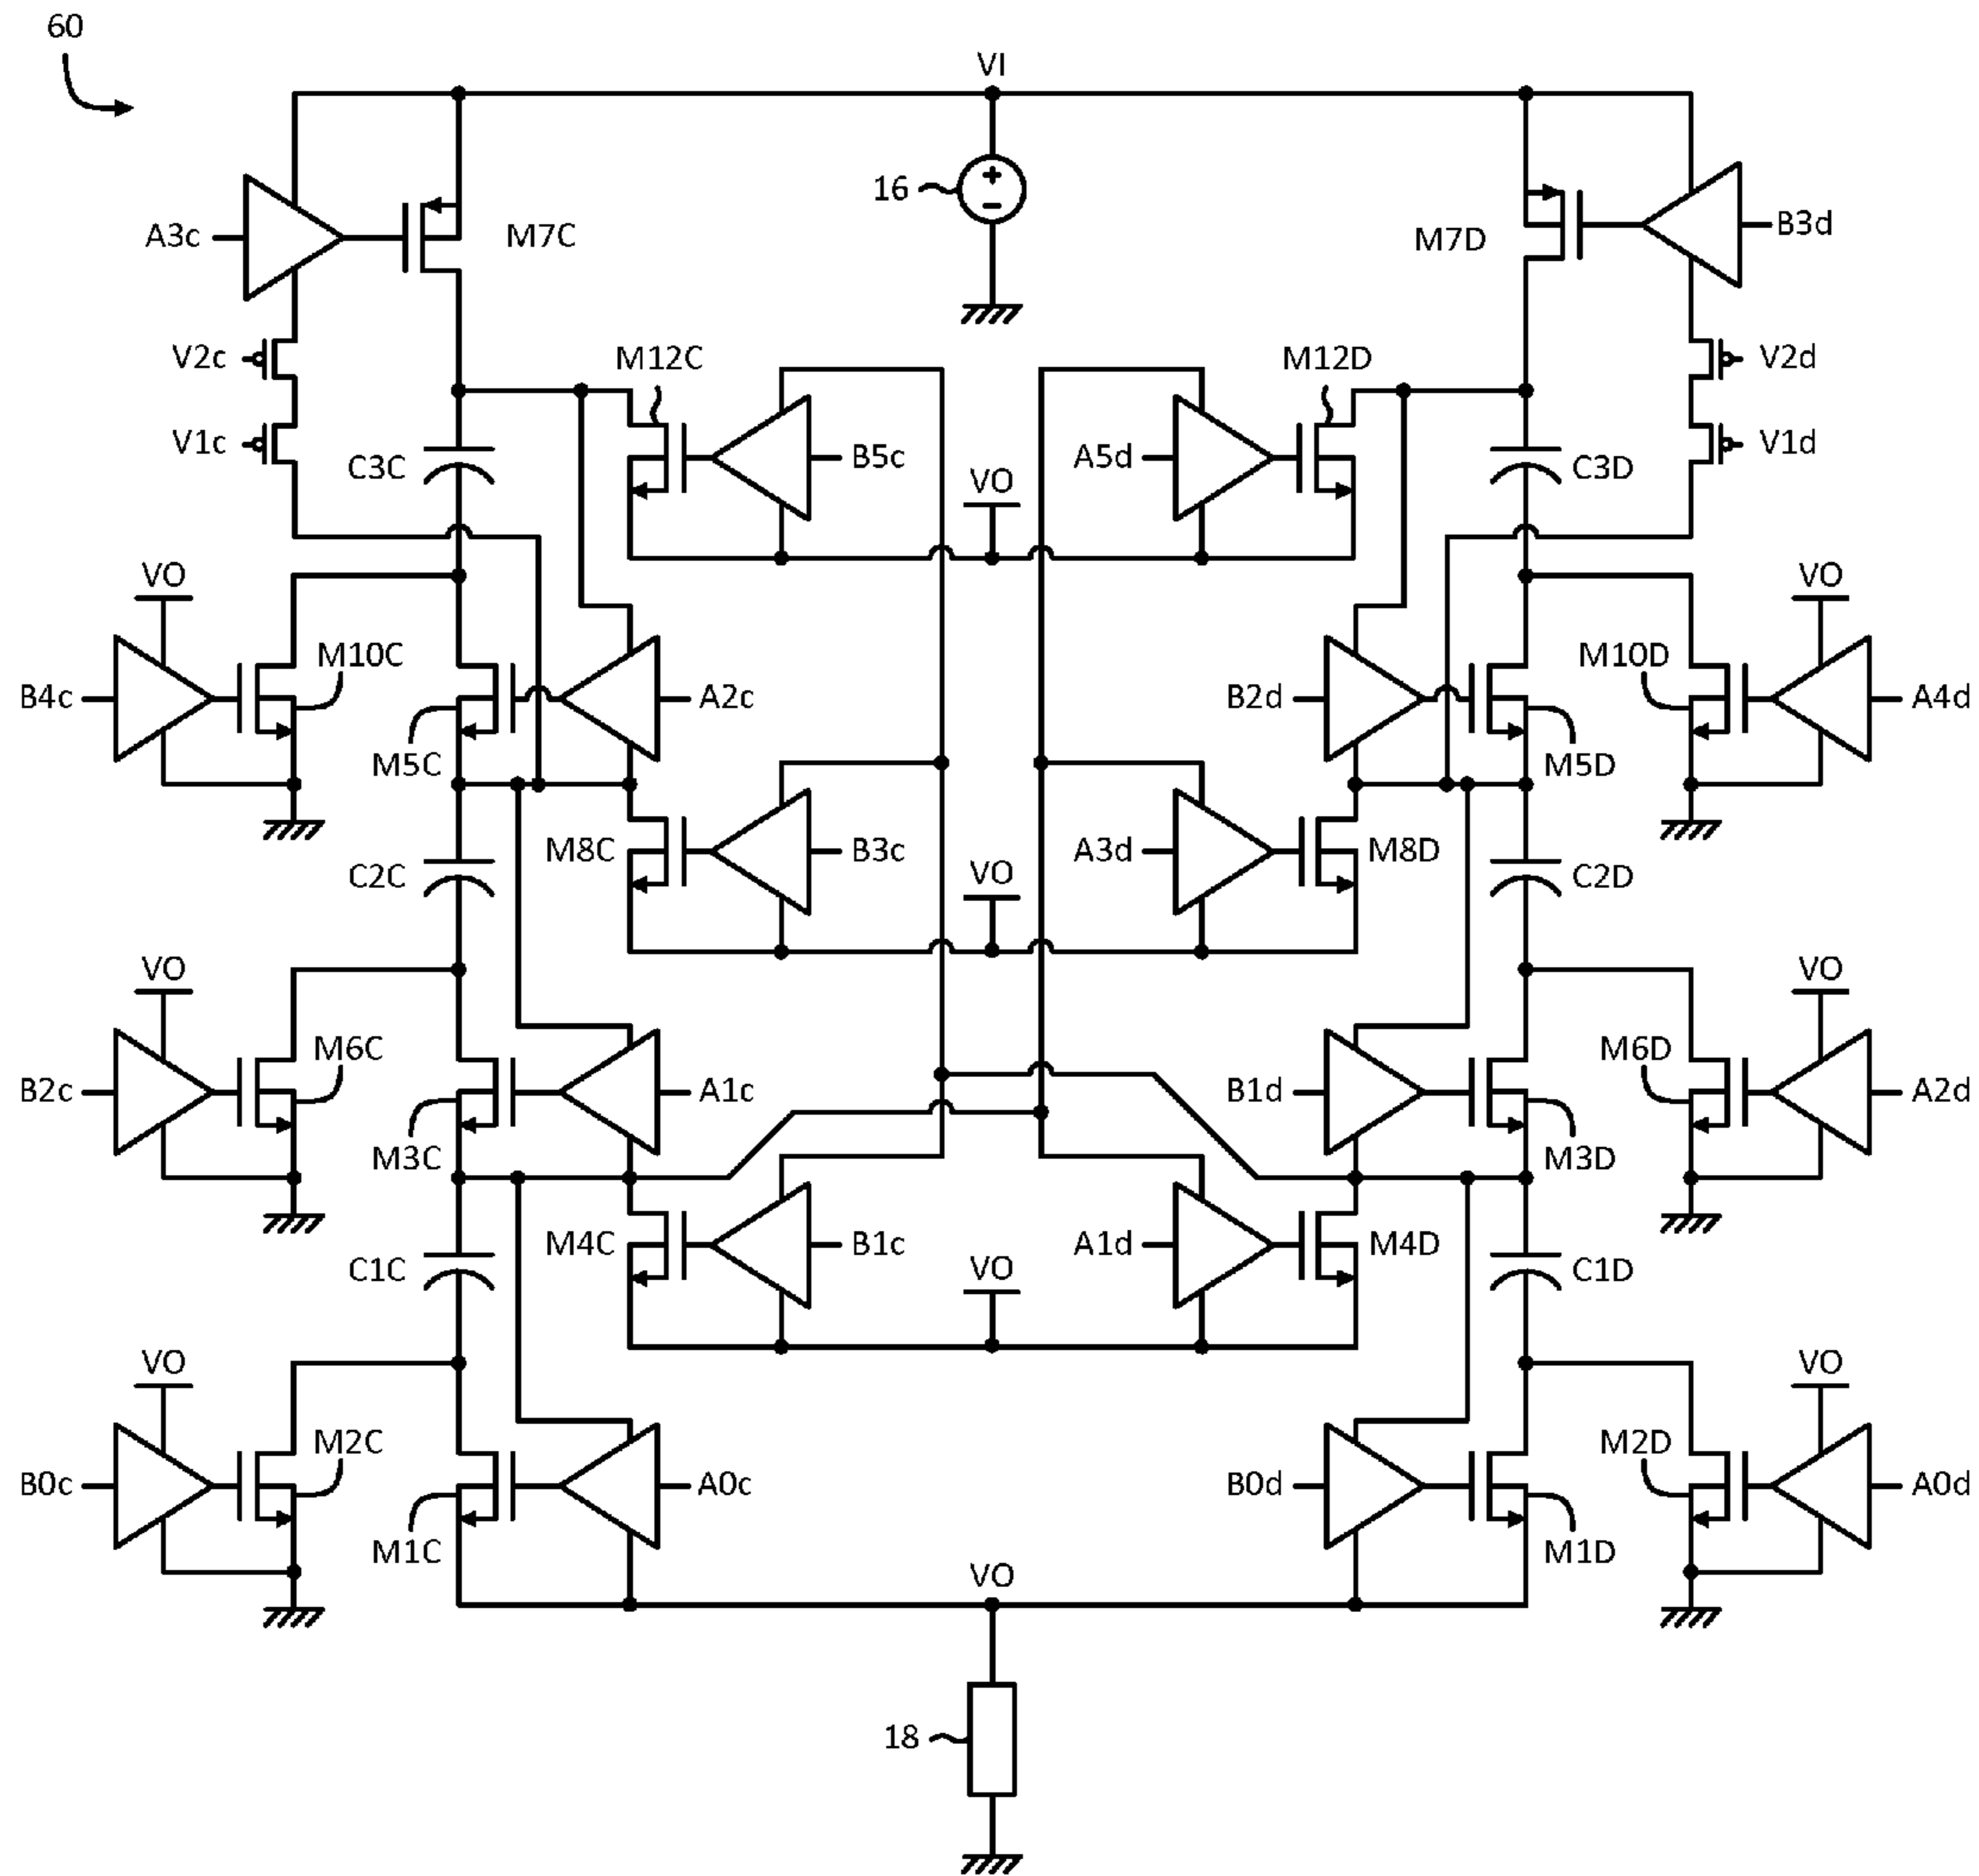 60
VI
16
A3c
M7C
M7D
B3d
V2c
M12C
M12D
V2d
V1c
C3C
B5c
A5d
C3D
V1d
VO
VO
VO
B4c
M10C
M5C
A2c
B2d
M5D
M10D
A4d
M8C
B3c
A3d
M8D
C2C
VO
C2D
VO
VO
B2c
M6C
M3C
A1c
B1d
M3D
M6D
A2d
M4C
B1c
A1d
M4D
C1C
VO
C1D
VO
VO
B0c
M2C
M1C
A0c
B0d
M1D
M2D
A0d
VO
18